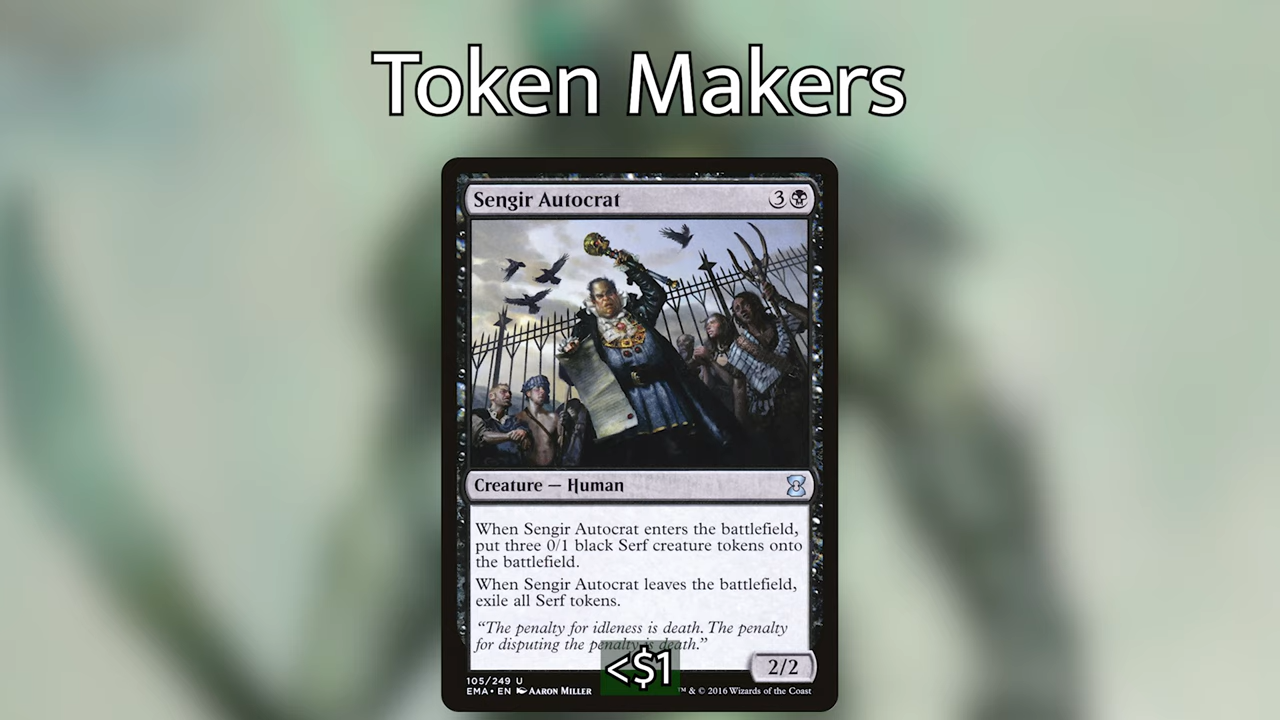 Token Makers
Sengir Autocrat 3
Creature — Human
When Sengir Autocrat enters the battlefield,
put three 0/1 black Serf creature tokens onto
the battlefield.
When Sengir Autocrat leaves the battlefield,
exile all Serf tokens.
“The penalty for idleness is death. The penalty
for disputing the penalty is death.”
<$1
2/2
105/249 U
EMA • EN AARON MILLER ™ & © 2016 Wizards of the Coast